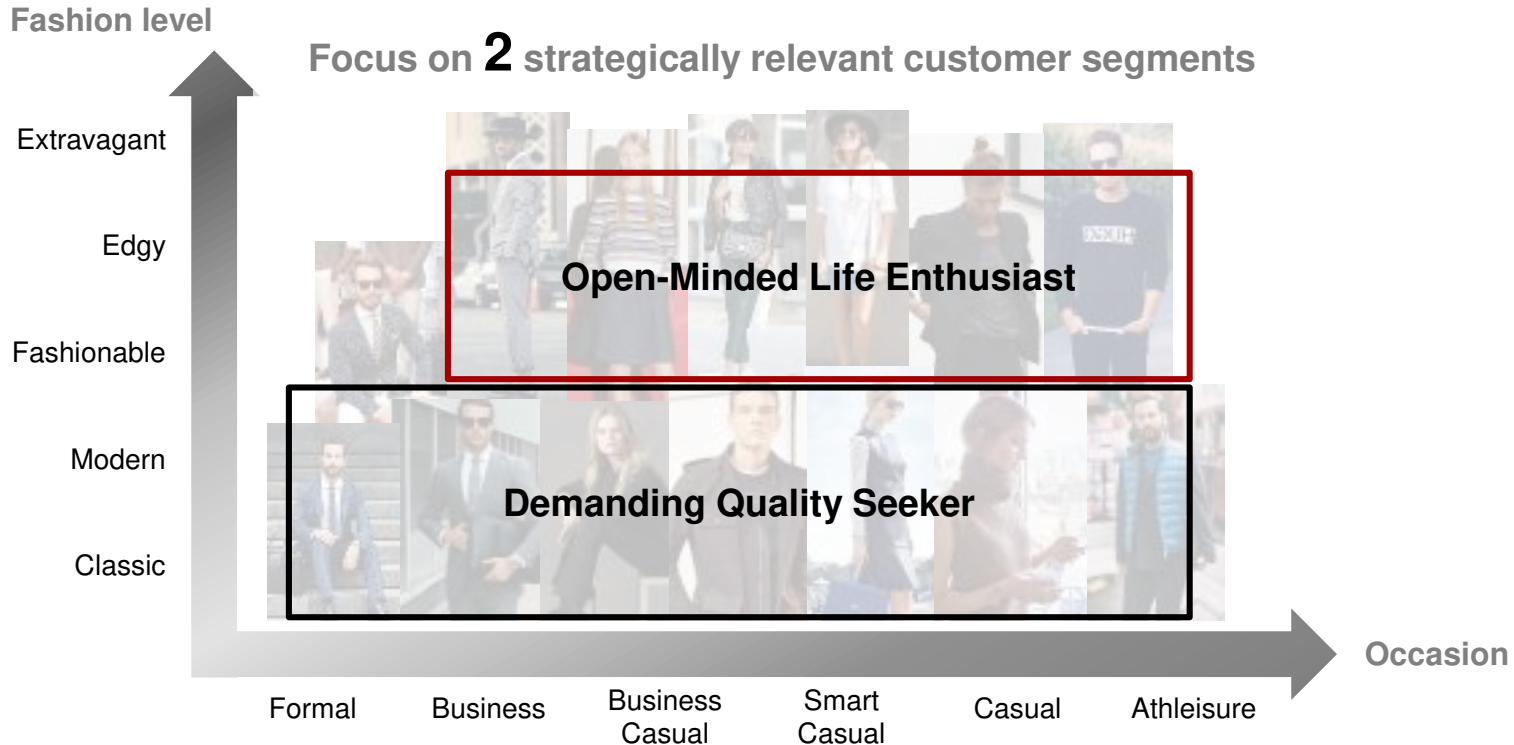 Fashion level
Focus on 2 strategically relevant customer segments
Extravagant
Edgy
Fashionable
Modern
Classic
Open-Minded Life Enthusiast
Demanding Quality Seeker
Occasion
Formal
Business
Business
Casual
Smart
Casual
Casual
Athleisure